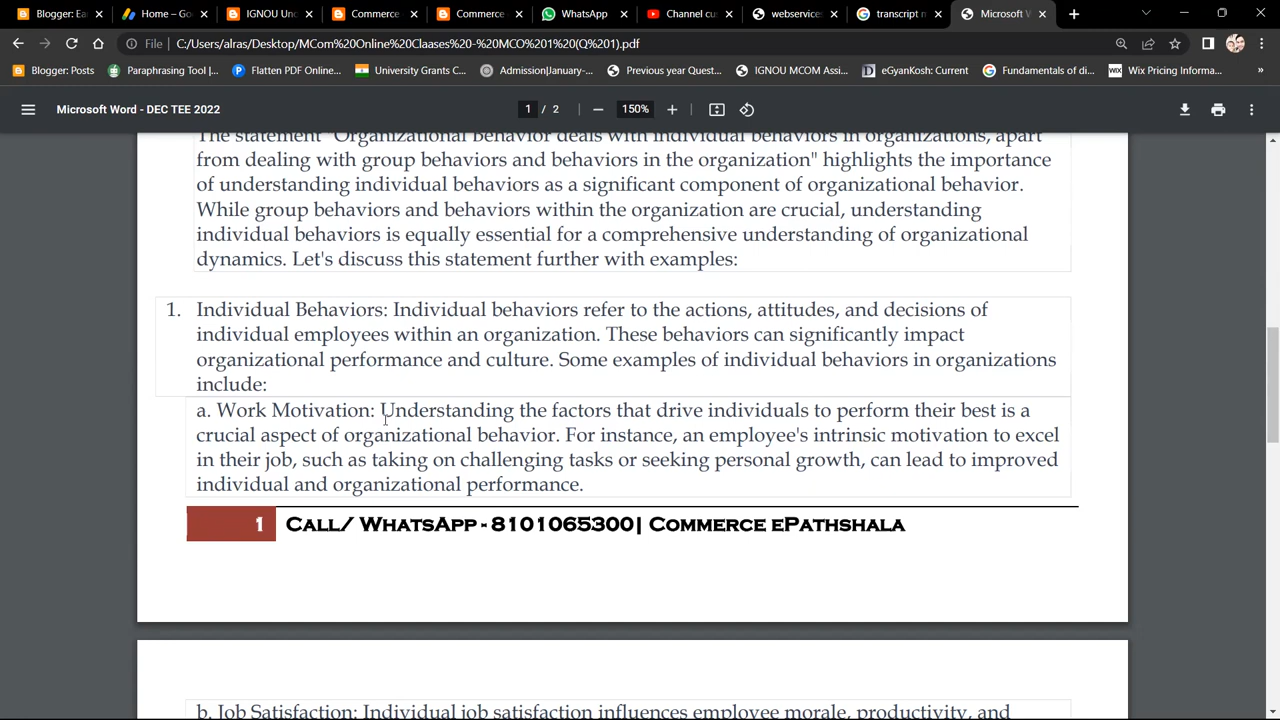 Blogger: Ea
Home – Goo
IGNOU Unc
Commerce
Commerce
WhatsApp
Channel cus
webservices
transcript m
Microsoft W
File
C:/Users/alras/Desktop/MCom%20Online%20Claases%20-%20MCO%201%20(Q%201).pdf
Blogger: Posts
Paraphrasing Tool |...
Flatten PDF Online...
University Grants C...
Admission|January-...
Previous year Quest...
IGNOU MCOM Assi...
eGyanKosh: Current
Fundamentals of di...
WIX
Wix Pricing Informa...
»
Microsoft Word - DEC TEE 2022
1 / 2
150%
The statement "Organizational Behavior deals with individual behaviors in organizations, apart
from dealing with group behaviors and behaviors in the organization" highlights the importance
of understanding individual behaviors as a significant component of organizational behavior.
While group behaviors and behaviors within the organization are crucial, understanding
individual behaviors is equally essential for a comprehensive understanding of organizational
dynamics. Let's discuss this statement further with examples:
1. Individual Behaviors: Individual behaviors refer to the actions, attitudes, and decisions of
individual employees within an organization. These behaviors can significantly impact
organizational performance and culture. Some examples of individual behaviors in organizations
include:
a. Work Motivation: Understanding the factors that drive individuals to perform their best is a
crucial aspect of organizational behavior. For instance, an employee's intrinsic motivation to excel
in their job, such as taking on challenging tasks or seeking personal growth, can lead to improved
individual and organizational performance.
1 Call/ WhatsApp - 8101065300| Commerce ePathshala
b. Job Satisfaction: Individual job satisfaction influences employee morale, productivity, and